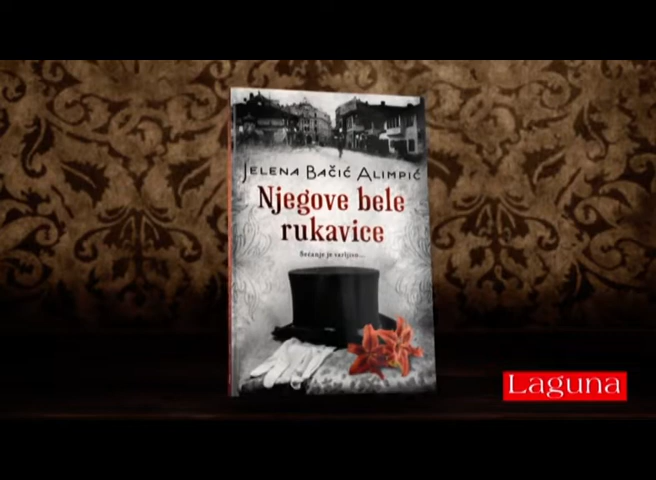 JELENA BAČIĆ ALIMPIĆ
Njegove bele
rukavice
Sećanje je varljivo...
Laguna